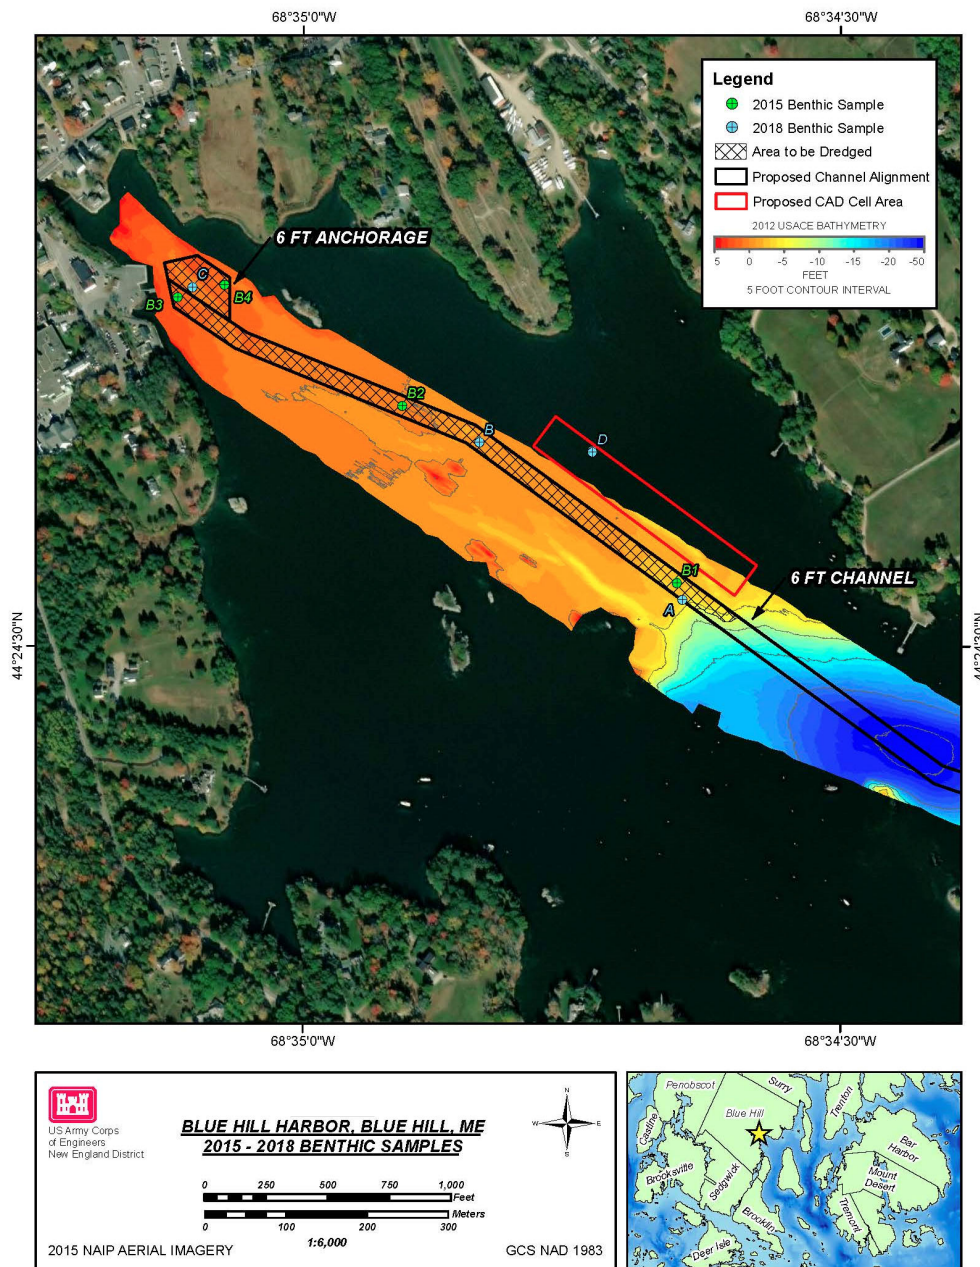 68°35'0"W
68°34'30"W
Legend
2015 Benthic Sample
2018 Benthic Sample
Area to be Dredged
Proposed Channel Alignment
Proposed CAD Cell Area
2012 USACE BATHYMETRY
5 0 -5 -10 -15 -20 -50
FEET
5 FOOT CONTOUR INTERVAL
6 FT ANCHORAGE
C
B3
B4
B2
B
D
B1
A
6 FT CHANNEL
44°24'30"N
44°24'30"N
68°35'0"W
68°34'30"W
US Army Corps
of Engineers
New England District
BLUE HILL HARBOR, BLUE HILL, ME
2015 - 2018 BENTHIC SAMPLES
N
W
E
S
0 250 500 750 1,000
Feet
Meters
0 100 200 300
1:6,000
2015 NAIP AERIAL IMAGERY
GCS NAD 1983
Penobscot
Surry
Trenton
Castine
Blue Hill
Bar
Harbor
Mount
Desert
Brooksville
Sedgwick
Tremont
Brooklin
Deer Isle